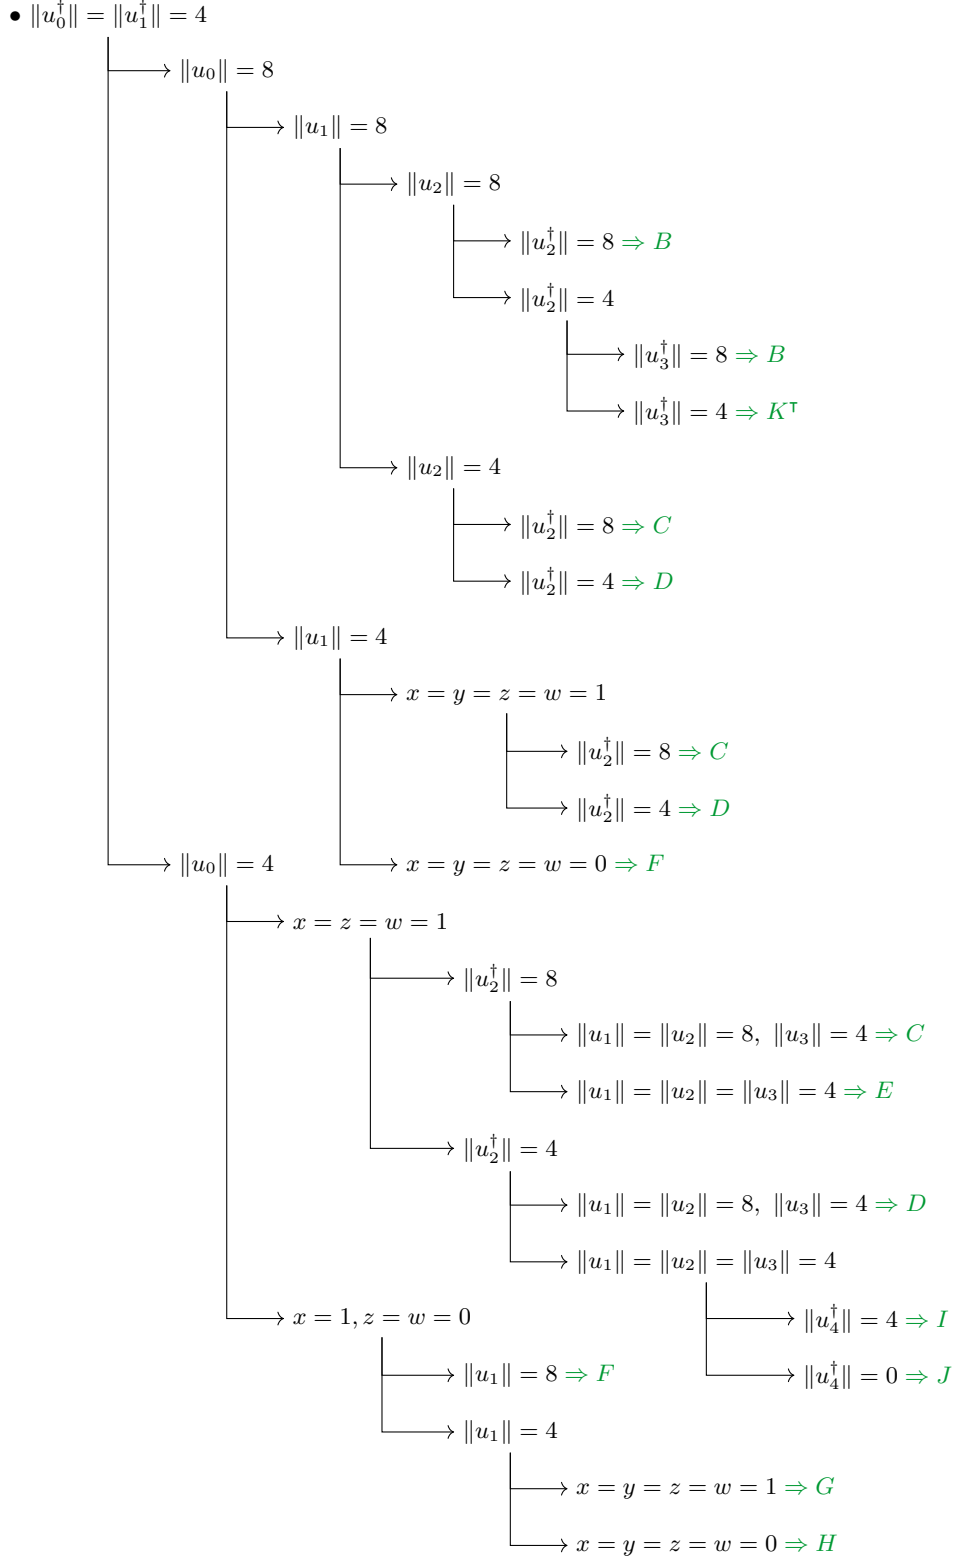 • ‖u₀†‖ = ‖u₁†‖ = 4
‖u₀‖ = 8
‖u₁‖ = 8
‖u₂‖ = 8
‖u₂†‖ = 8 ⇒ B
‖u₂†‖ = 4
‖u₃†‖ = 8 ⇒ B
‖u₃†‖ = 4 ⇒ K^⊺
‖u₂‖ = 4
‖u₂†‖ = 8 ⇒ C
‖u₂†‖ = 4 ⇒ D
‖u₁‖ = 4
x = y = z = w = 1
‖u₂†‖ = 8 ⇒ C
‖u₂†‖ = 4 ⇒ D
x = y = z = w = 0 ⇒ F
‖u₀‖ = 4
x = z = w = 1
‖u₂†‖ = 8
‖u₁‖ = ‖u₂‖ = 8, ‖u₃‖ = 4 ⇒ C
‖u₁‖ = ‖u₂‖ = ‖u₃‖ = 4 ⇒ E
‖u₂†‖ = 4
‖u₁‖ = ‖u₂‖ = 8, ‖u₃‖ = 4 ⇒ D
‖u₁‖ = ‖u₂‖ = ‖u₃‖ = 4
‖u₄†‖ = 4 ⇒ I
‖u₄†‖ = 0 ⇒ J
x = 1, z = w = 0
‖u₁‖ = 8 ⇒ F
‖u₁‖ = 4
x = y = z = w = 1 ⇒ G
x = y = z = w = 0 ⇒ H